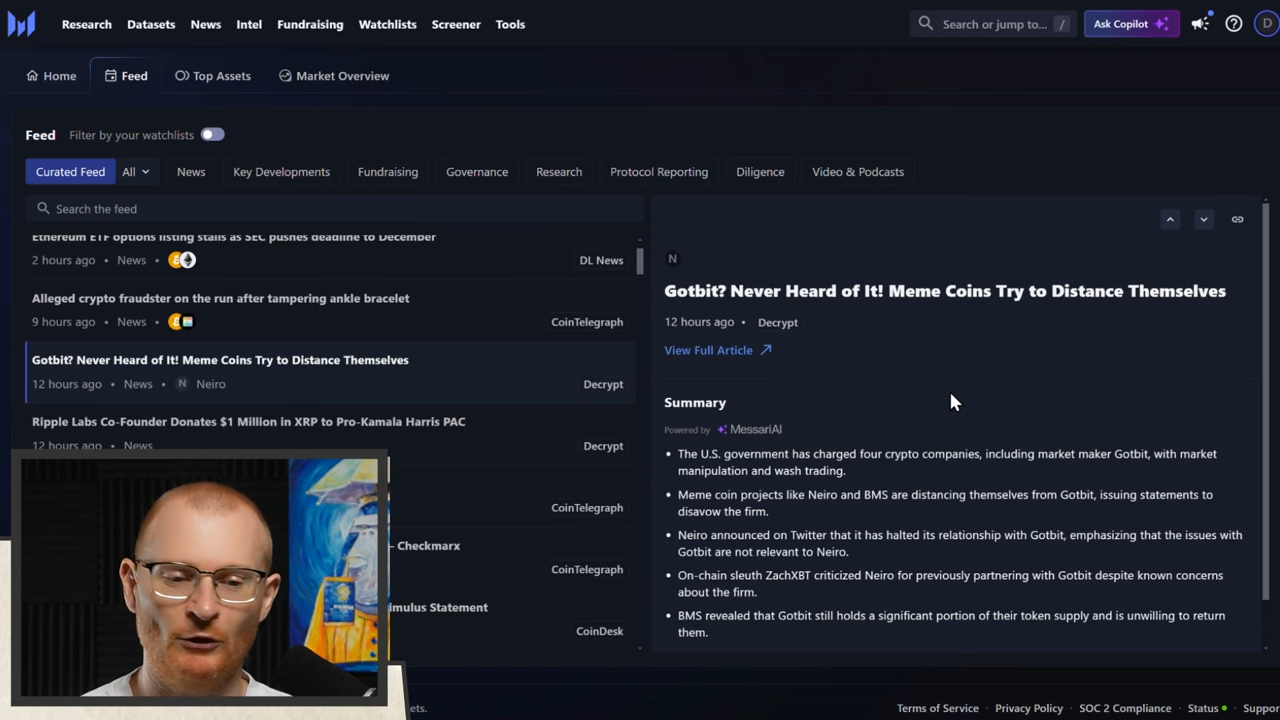 Research Datasets News Intel Fundraising Watchlists Screener Tools
Search or jump to... /
Ask Copilot
D
Home Feed Top Assets Market Overview
Feed Filter by your watchlists
Curated Feed All News Key Developments Fundraising Governance Research Protocol Reporting Diligence Video & Podcasts
Search the feed
Ethereum ETF options listing stalls as SEC pushes deadline to December
2 hours ago • News • DL News
Alleged crypto fraudster on the run after tampering ankle bracelet
9 hours ago • News • CoinTelegraph
Gotbit? Never Heard of It! Meme Coins Try to Distance Themselves
12 hours ago • News • N Neiro Decrypt
Ripple Labs Co-Founder Donates $1 Million in XRP to Pro-Kamala Harris PAC
12 hours ago • News Decrypt
CoinTelegraph
- Checkmarx
CoinTelegraph
mulus Statement
CoinDesk
N
Gotbit? Never Heard of It! Meme Coins Try to Distance Themselves
12 hours ago • Decrypt
View Full Article
Summary
Powered by MessariAI
• The U.S. government has charged four crypto companies, including market maker Gotbit, with market
manipulation and wash trading.
• Meme coin projects like Neiro and BMS are distancing themselves from Gotbit, issuing statements to
disavow the firm.
• Neiro announced on Twitter that it has halted its relationship with Gotbit, emphasizing that the issues with
Gotbit are not relevant to Neiro.
• On-chain sleuth ZachXBT criticized Neiro for previously partnering with Gotbit despite known concerns
about the firm.
• BMS revealed that Gotbit still holds a significant portion of their token supply and is unwilling to return
them.
ets.
Terms of Service Privacy Policy SOC 2 Compliance Status Suppor